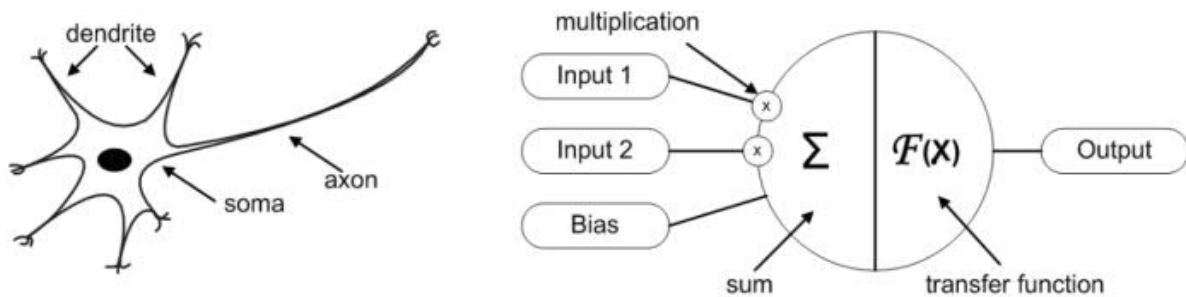 dendrite
axon
soma
multiplication
Input 1
x
Input 2
x
Bias
Σ
F(X)
Output
sum
transfer function